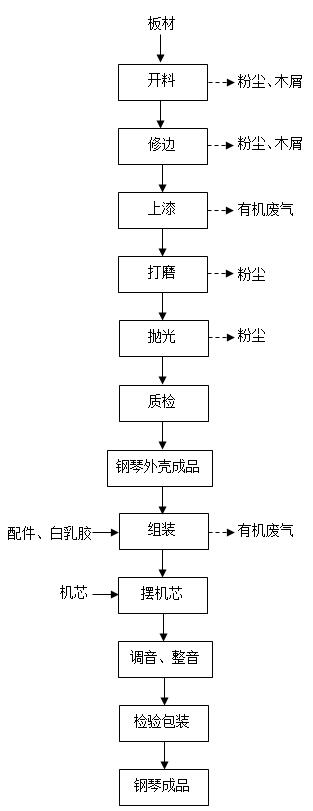 板材
开料
粉尘、木屑
修边
粉尘、木屑
上漆
有机废气
打磨
粉尘
抛光
粉尘
质检
钢琴外壳成品
配件、白乳胶
组装
有机废气
机芯
摆机芯
调音、整音
检验包装
钢琴成品